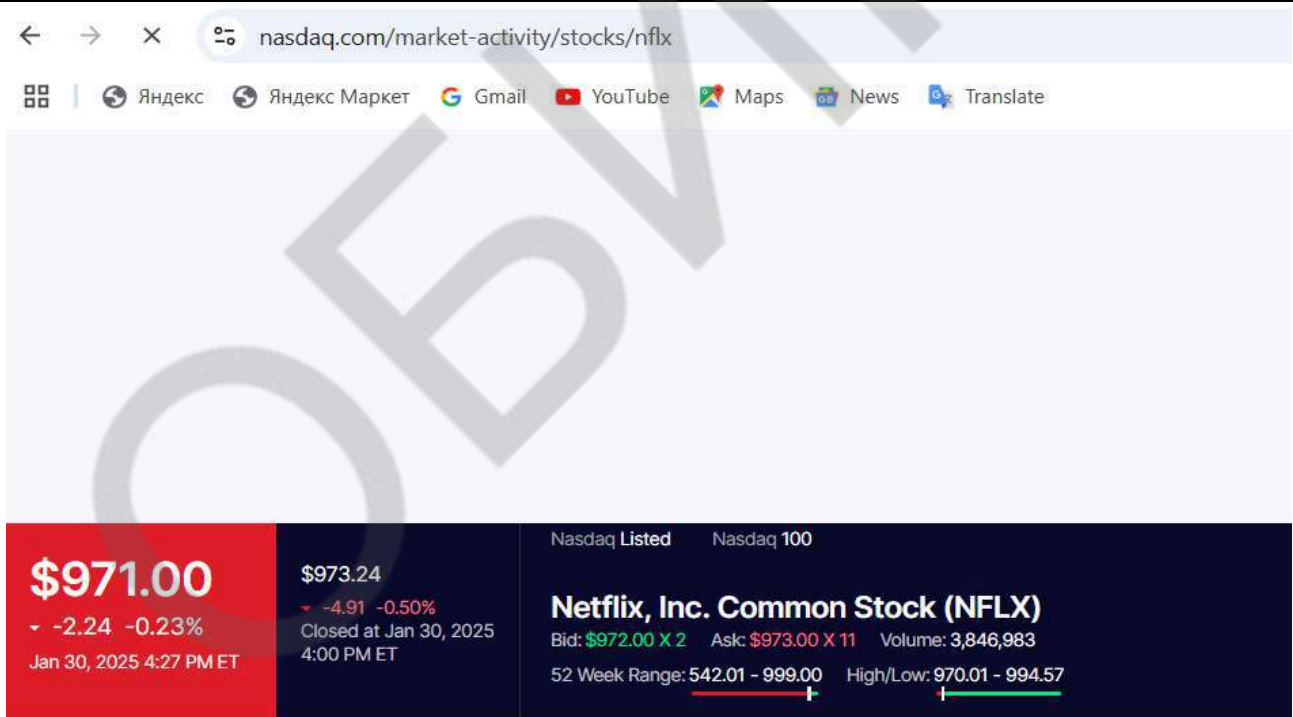 nasdaq.com/market-activity/stocks/nflx
Яндекс Яндекс Маркет Gmail YouTube Maps News Translate
ОБИ
Nasdaq Listed Nasdaq 100
$971.00
-2.24 -0.23%
Jan 30, 2025 4:27 PM ET
$973.24
-4.91 -0.50%
Closed at Jan 30, 2025
4:00 PM ET
Netflix, Inc. Common Stock (NFLX)
Bid: $972.00 X 2 Ask: $973.00 X 11 Volume: 3,846,983
52 Week Range: 542.01 - 999.00 High/Low: 970.01 - 994.57